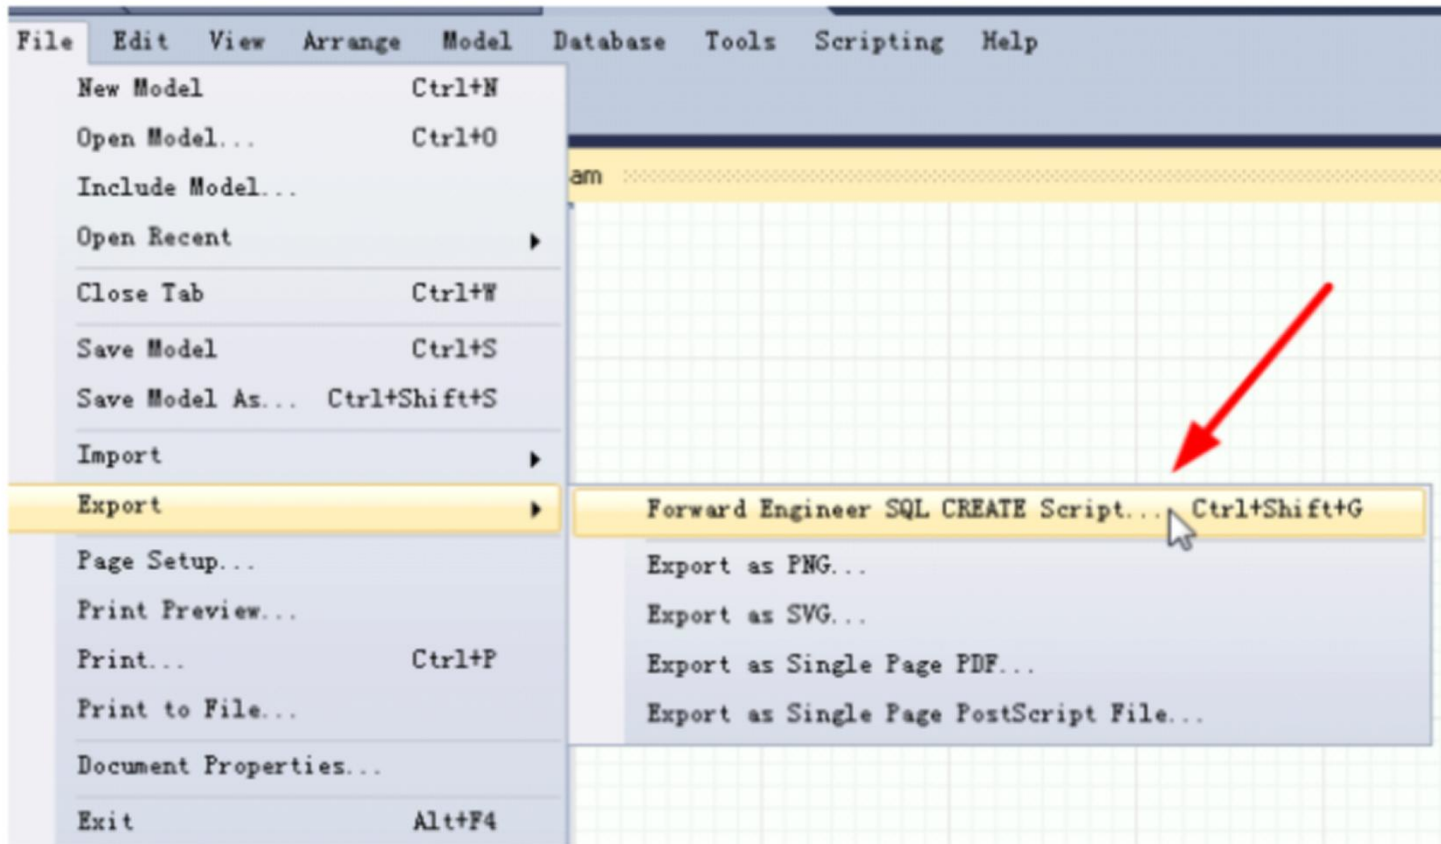 File Edit View Arrange Model Database Tools Scripting Help
New Model Ctrl+N
Open Model... Ctrl+O
Include Model...
am
Open Recent
Close Tab Ctrl+W
Save Model Ctrl+S
Save Model As... Ctrl+Shift+S
Import
Export
Forward Engineer SQL CREATE Script... Ctrl+Shift+G
Page Setup...
Export as PNG...
Print Preview...
Export as SVG...
Print... Ctrl+P
Export as Single Page PDF...
Print to File...
Export as Single Page PostScript File...
Document Properties...
Exit Alt+F4